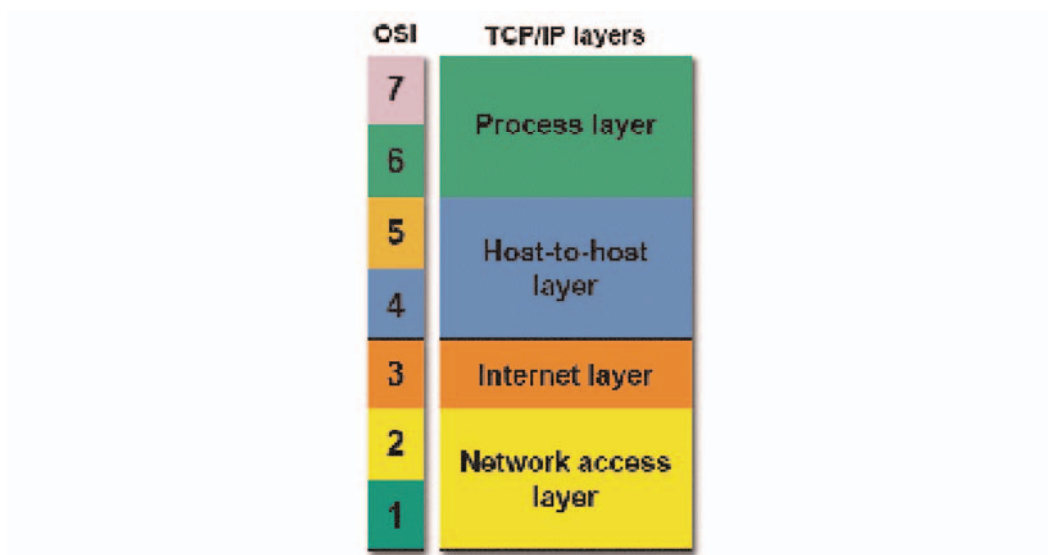 OSI TCP/IP layers
7
Process layer
6
5
Host-to-host
layer
4
3 Internet layer
2
Network access
layer
1